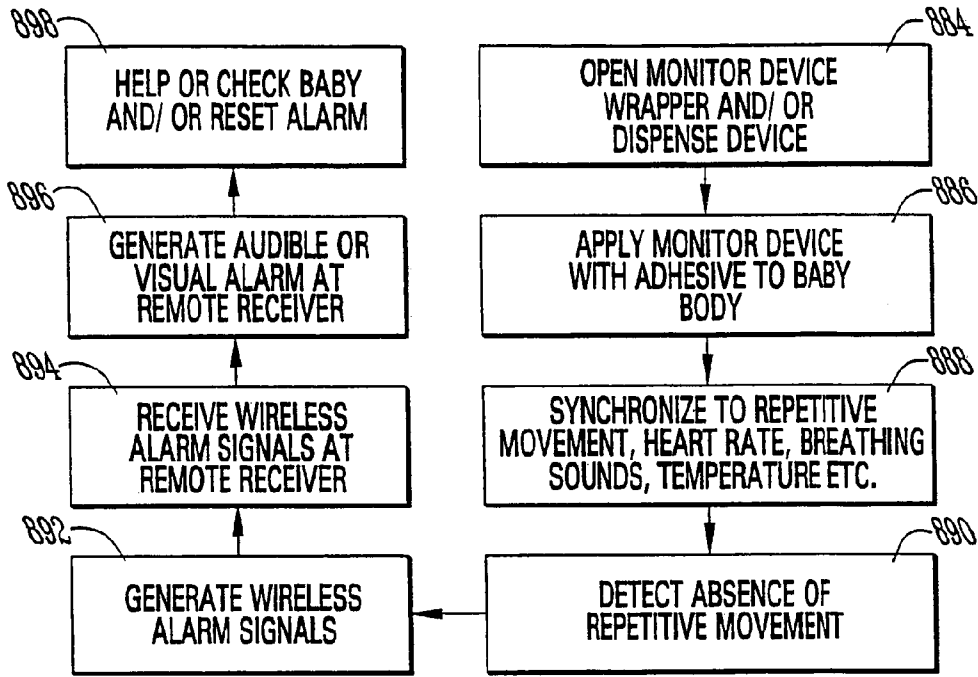 884
OPEN MONITOR DEVICE
WRAPPER AND/ OR
DISPENSE DEVICE
886
APPLY MONITOR DEVICE
WITH ADHESIVE TO BABY
BODY
888
SYNCHRONIZE TO REPETITIVE
MOVEMENT, HEART RATE, BREATHING
SOUNDS, TEMPERATURE ETC.
890
DETECT ABSENCE OF
REPETITIVE MOVEMENT
892
GENERATE WIRELESS
ALARM SIGNALS
894
RECEIVE WIRELESS
ALARM SIGNALS AT
REMOTE RECEIVER
896
GENERATE AUDIBLE OR
VISUAL ALARM AT
REMOTE RECEIVER
898
HELP OR CHECK BABY
AND/ OR RESET ALARM